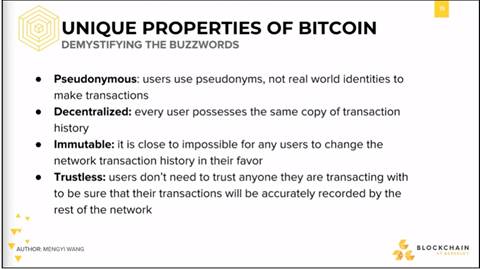 UNIQUE PROPERTIES OF BITCOIN
DEMYSTIFYING THE BUZZWORDS
● Pseudonymous: users use pseudonyms, not real world identities to
make transactions
● Decentralized: every user possesses the same copy of transaction
history
● Immutable: it is close to impossible for any users to change the
network transaction history in their favor
● Trustless: users don't need to trust anyone they are transacting with
to be sure that their transactions will be accurately recorded by the
rest of the network
AUTHOR: MENGYI WANG
BLOCKCHAIN
AT BERKELEY